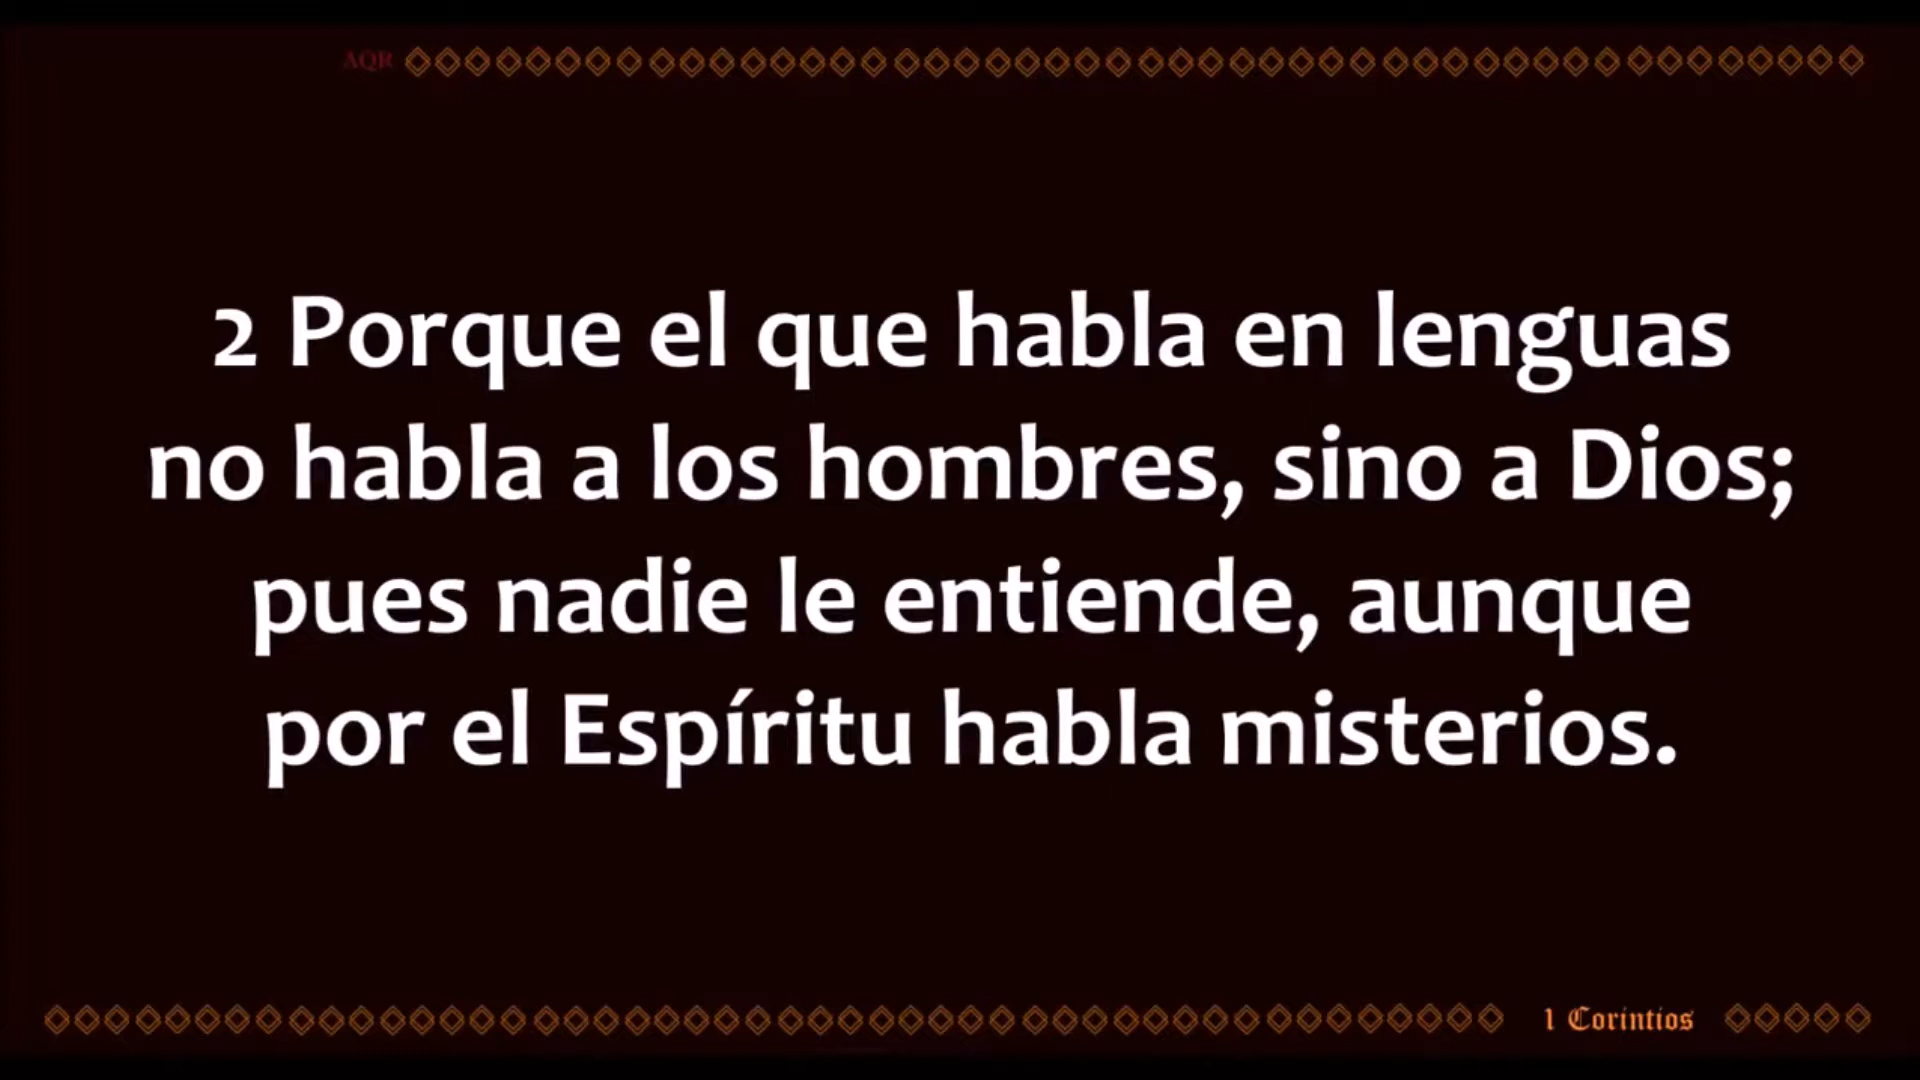 AQR
2 Porque el que habla en lenguas
no habla a los hombres, sino a Dios;
pues nadie le entiende, aunque
por el Espíritu habla misterios.
1 Corintios